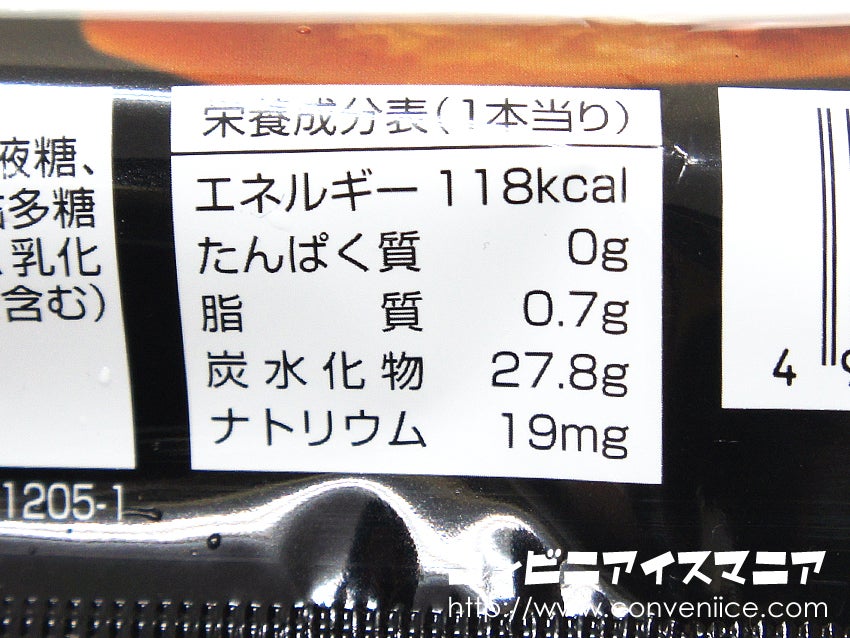 夜糖、
多糖
乳化
含む）
栄養成分表（1本当り）
エネルギー 118kcal
たんぱく質 0g
脂質 0.7g
炭水化物 27.8g
ナトリウム 19mg
4 9
1205-1
コンビニアイスマニア
http://www.conveniice.com